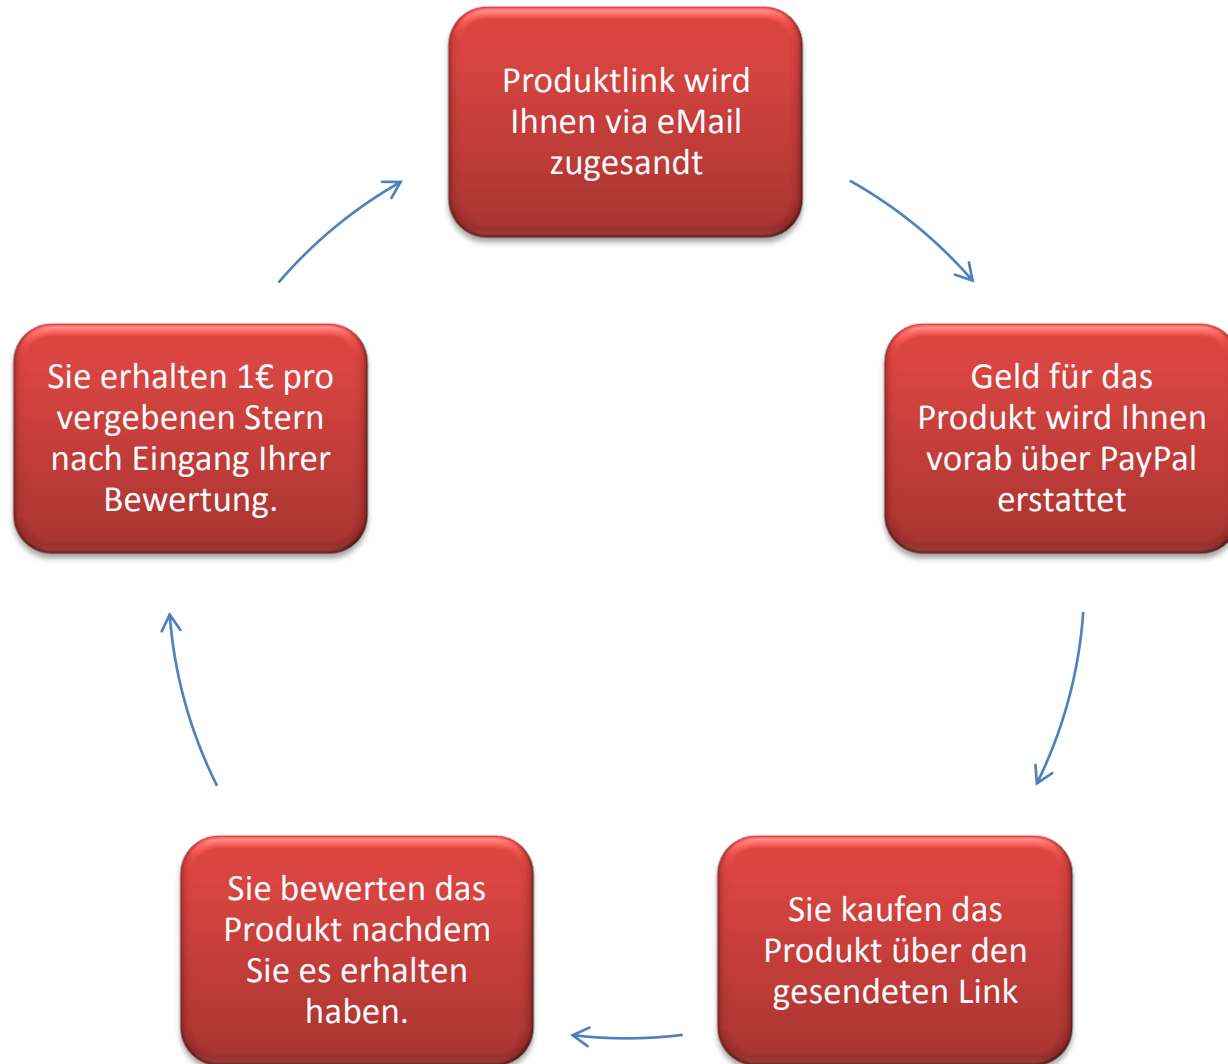 Produktlink wird
Ihnen via eMail
zugesandt
Geld für das
Produkt wird Ihnen
vorab über PayPal
erstattet
Sie kaufen das
Produkt über den
gesendeten Link
Sie bewerten das
Produkt nachdem
Sie es erhalten
haben.
Sie erhalten 1€ pro
vergebenen Stern
nach Eingang Ihrer
Bewertung.